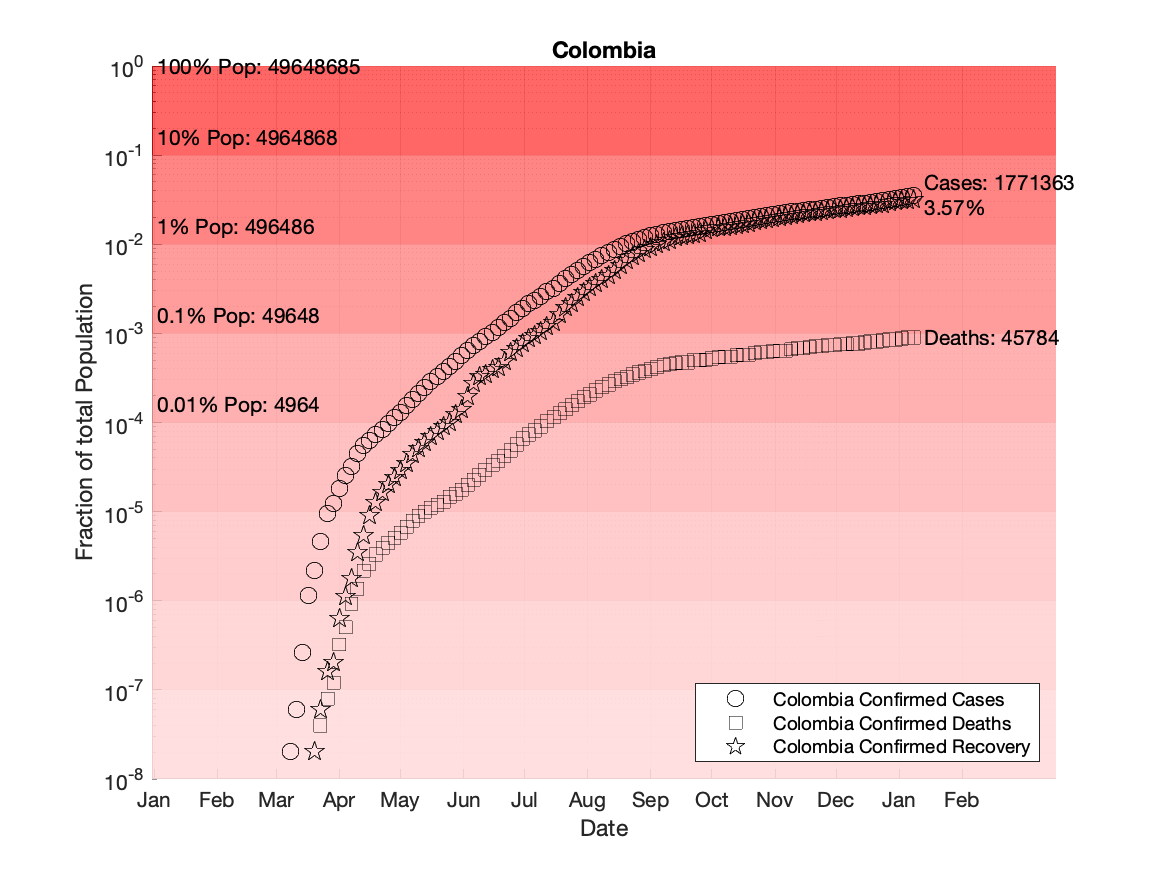 Colombia
10^0
100% Pop: 49648685
10% Pop: 4964868
10^-1
Cases: 1771363
3.57%
1% Pop: 496486
10^-2
0.1% Pop: 49648
10^-3
Deaths: 45784
0.01% Pop: 4964
10^-4
10^-5
10^-6
10^-7
10^-8
Fraction of total Population
Colombia Confirmed Cases
Colombia Confirmed Deaths
Colombia Confirmed Recovery
Jan Feb Mar Apr May Jun Jul Aug Sep Oct Nov Dec Jan Feb
Date